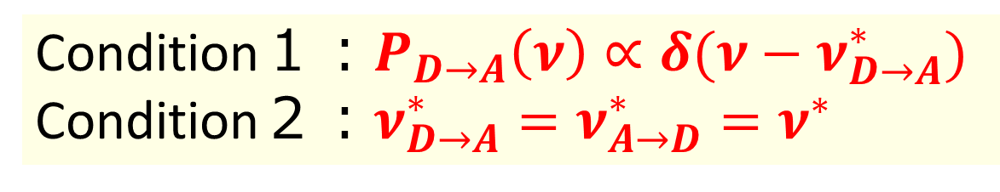 Condition 1 : P_{D→A}(ν) ∝ δ(ν − ν*_{D→A})
Condition 2 : ν*_{D→A} = ν*_{A→D} = ν*